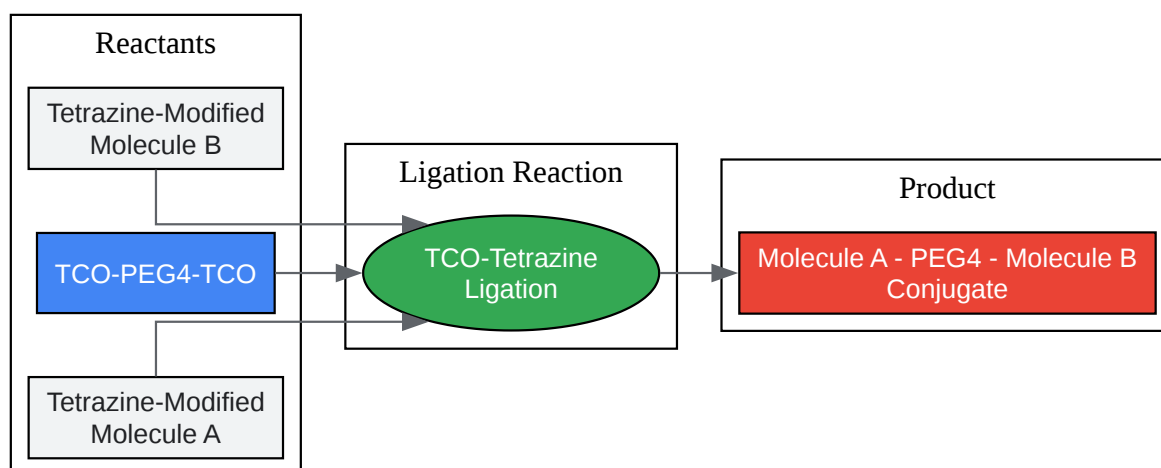 Reactants
Tetrazine-Modified
Molecule B
TCO-PEG4-TCO
Tetrazine-Modified
Molecule A
Ligation Reaction
TCO-Tetrazine
Ligation
Product
Molecule A - PEG4 - Molecule B
Conjugate